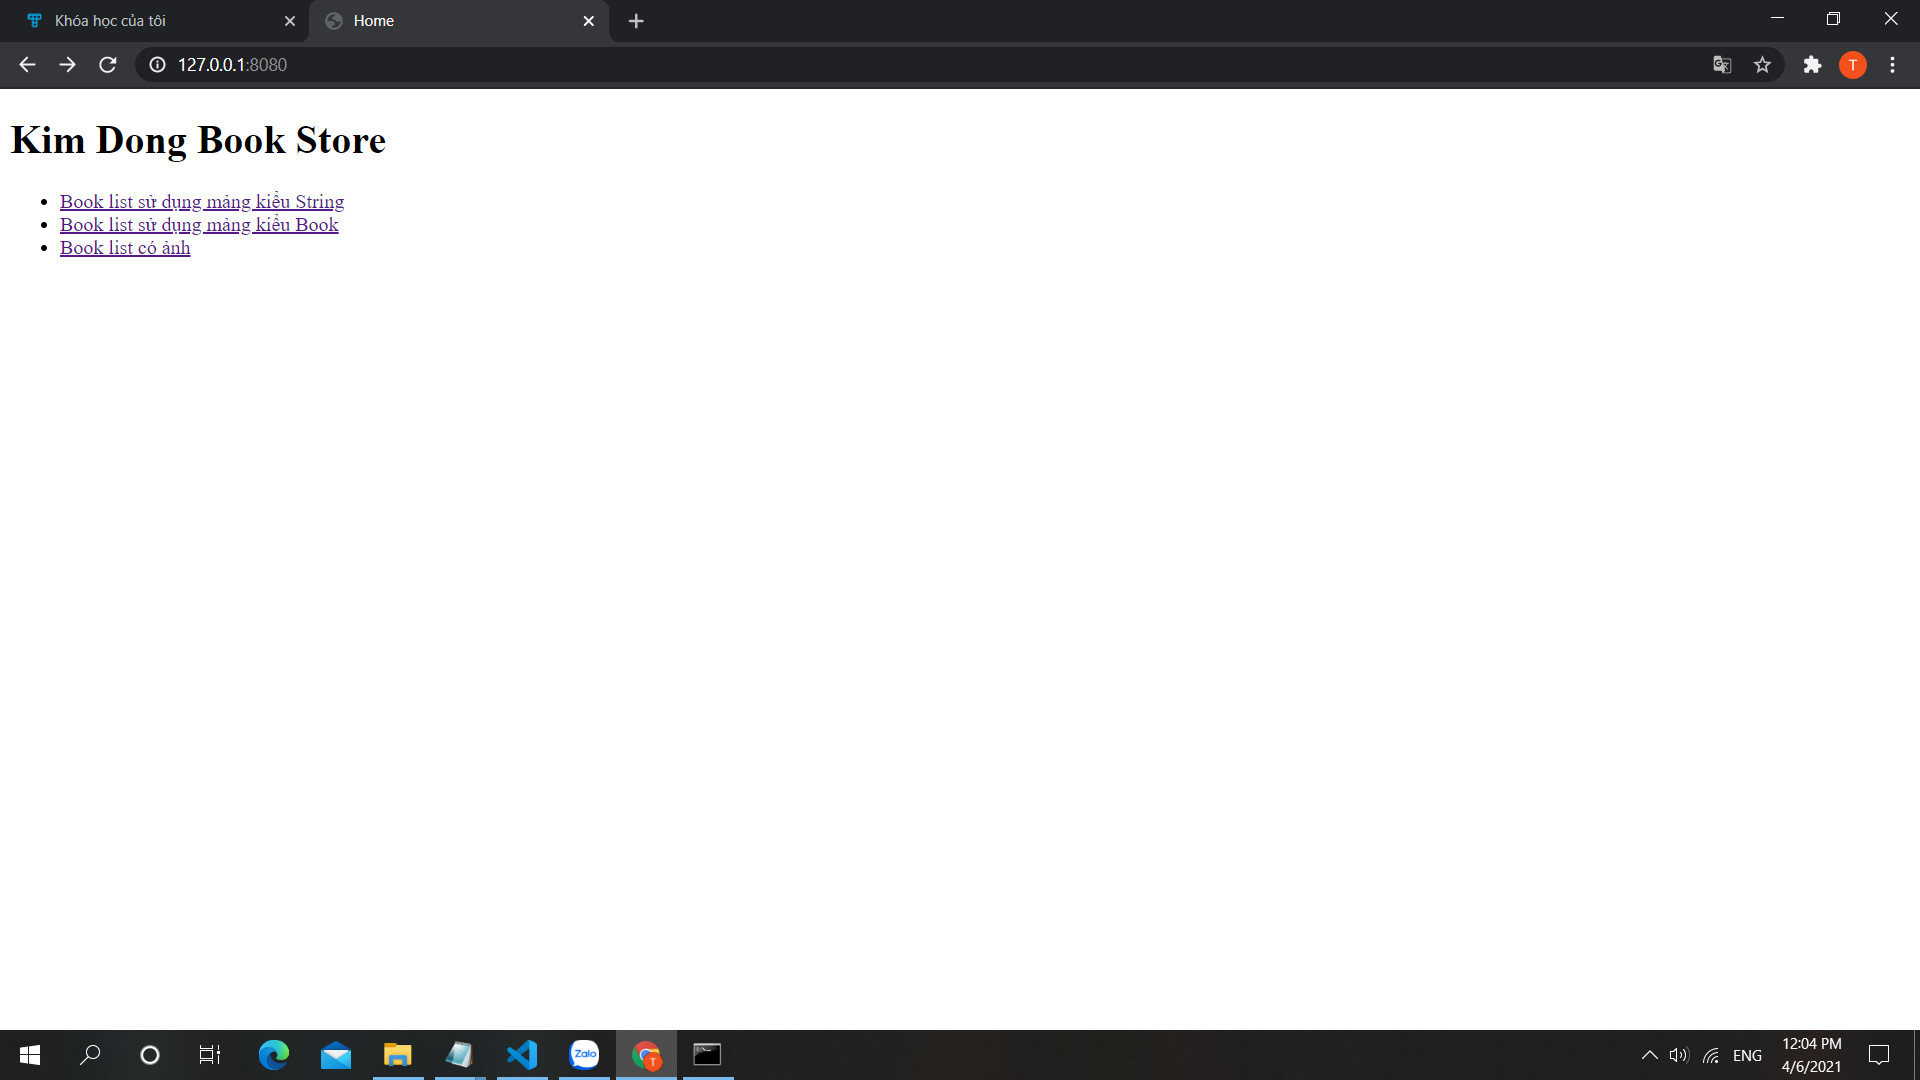 Khóa học của tôi
Home
127.0.0.1:8080
T
Kim Dong Book Store
Book list sử dụng mảng kiểu String
Book list sử dụng mảng kiểu Book
Book list có ảnh
Zalo
T
ENG
12:04 PM
4/6/2021